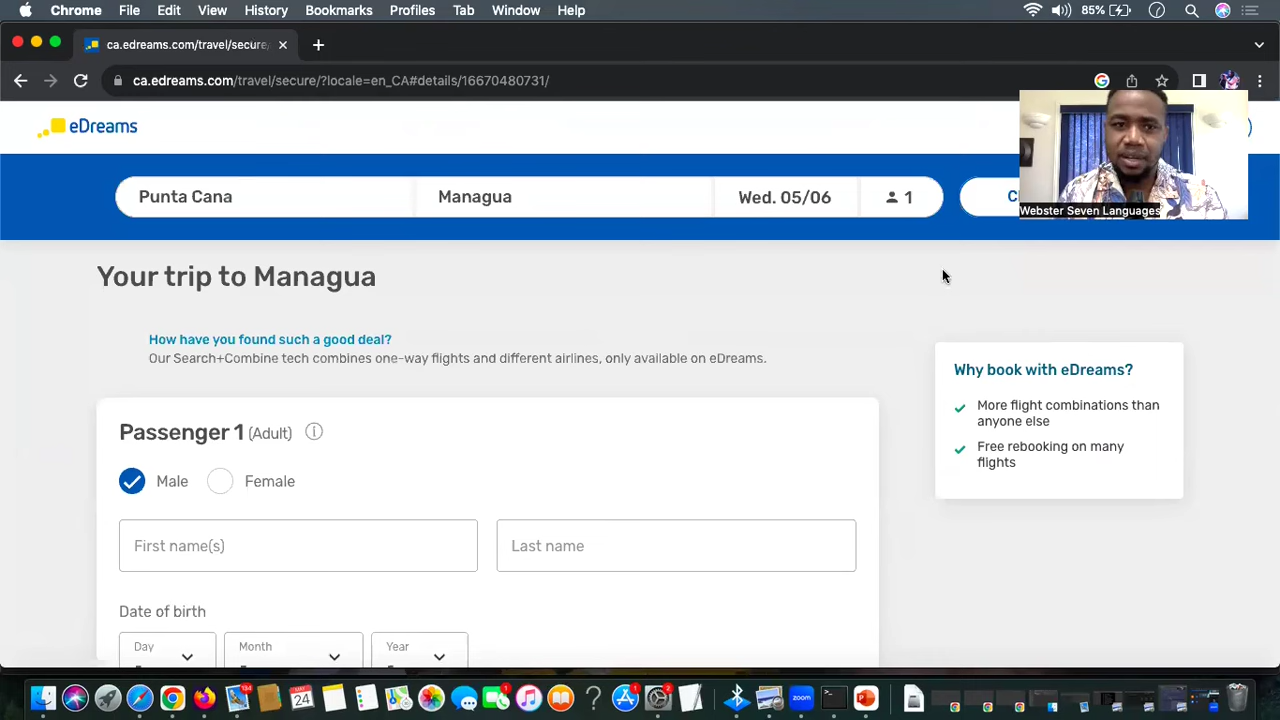 Chrome File Edit View History Bookmarks Profiles Tab Window Help 85%
ca.edreams.com/travel/secure/
ca.edreams.com/travel/secure/?locale=en_CA#details/16670480731/
eDreams
Punta Cana Managua Wed. 05/06 1
Webster Seven Languages
Your trip to Managua
How have you found such a good deal?
Our Search+Combine tech combines one-way flights and different airlines, only available on eDreams.
Why book with eDreams?
More flight combinations than
anyone else
Free rebooking on many
flights
Passenger 1 (Adult)
Male Female
First name(s) Last name
Date of birth
Day Month Year
MAY
24
zoom